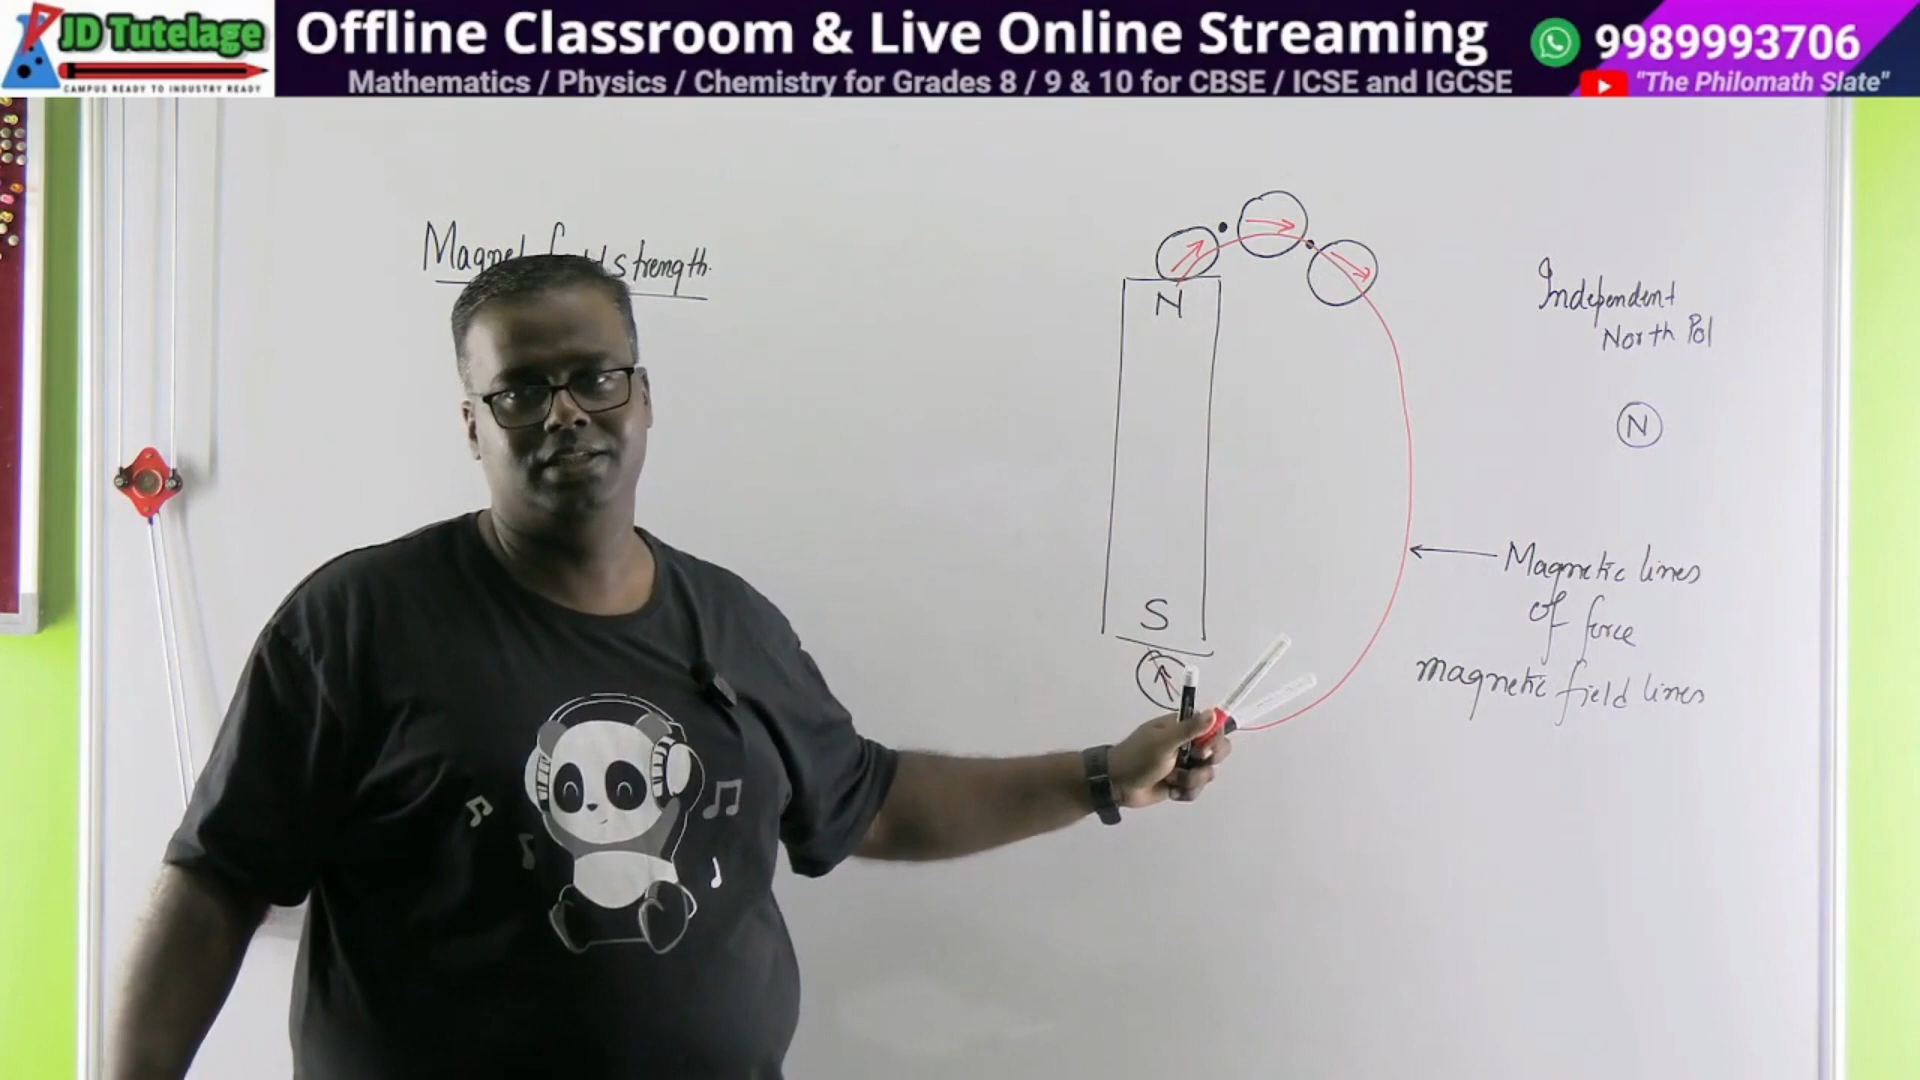 JD Tutelage
CAMPUS READY TO INDUSTRY READY
Offline Classroom & Live Online Streaming
9989993706
Mathematics / Physics / Chemistry for Grades 8 / 9 & 10 for CBSE / ICSE and IGCSE
"The Philomath Slate"
strength.
N
Independent
North Pol
N
S
Magnetic lines
of force
magnetic field lines